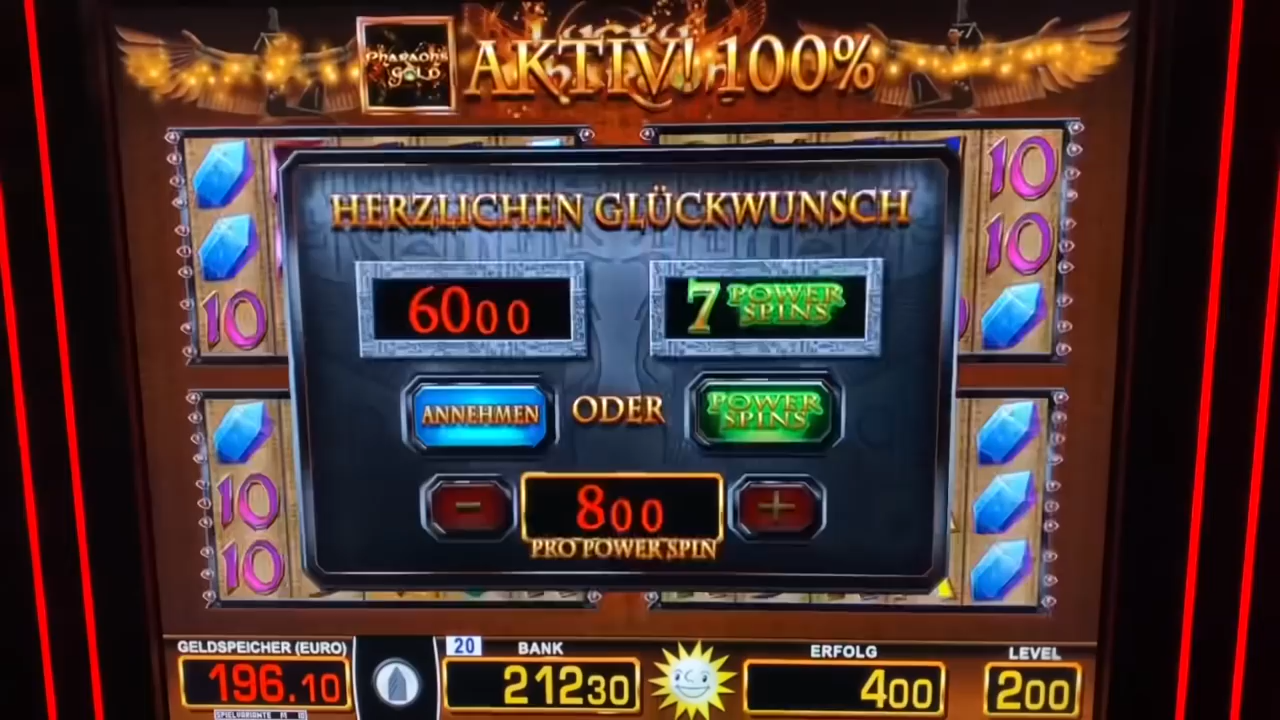 PHARAOH'S GOLD
AKTIV! 100%
10
10
10
HERZLICHEN GLÜCKWUNSCH
6000
7 POWER SPINS
ANNEHMEN
ODER
POWER SPINS
10
10
-
800
+
PRO POWER SPIN
GELDSPEICHER (EURO)
20
BANK
ERFOLG
LEVEL
196.10
21230
400
200
SPIELVARIANTE M 10